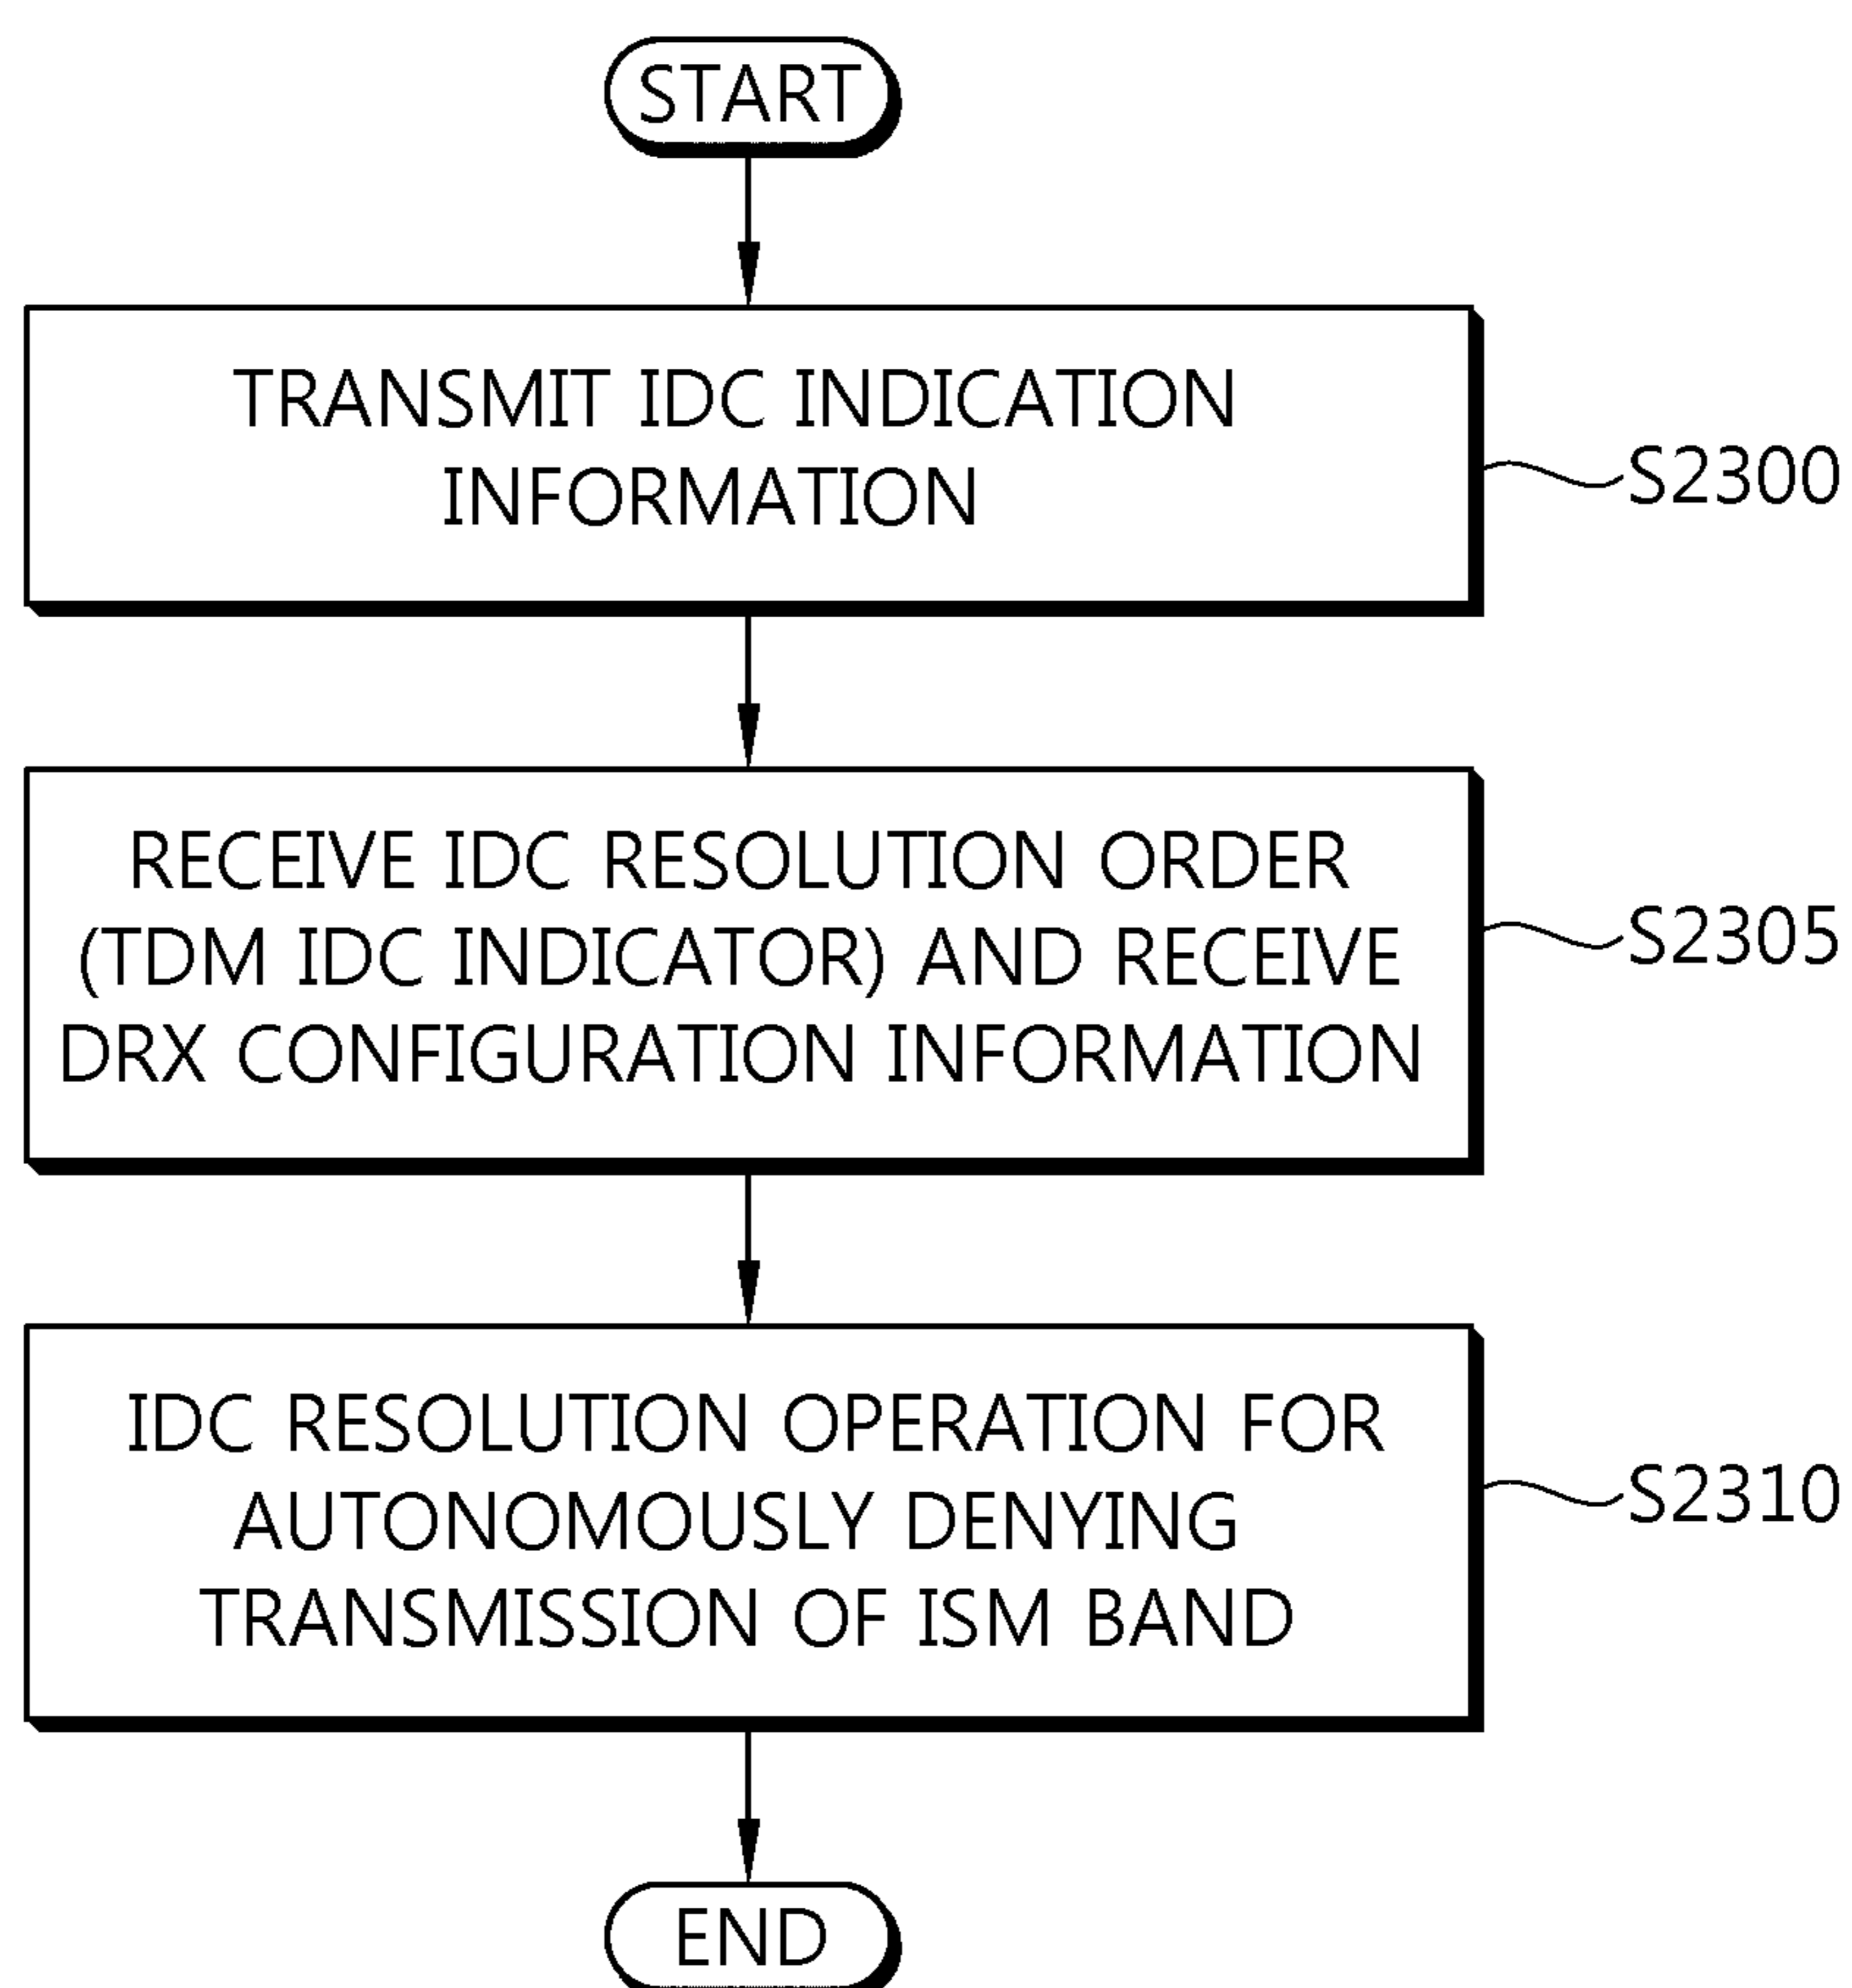 START
TRANSMIT IDC INDICATION
INFORMATION
S2300
RECEIVE IDC RESOLUTION ORDER
(TDM IDC INDICATOR) AND RECEIVE
DRX CONFIGURATION INFORMATION
S2305
IDC RESOLUTION OPERATION FOR
AUTONOMOUSLY DENYING
TRANSMISSION OF ISM BAND
S2310
END